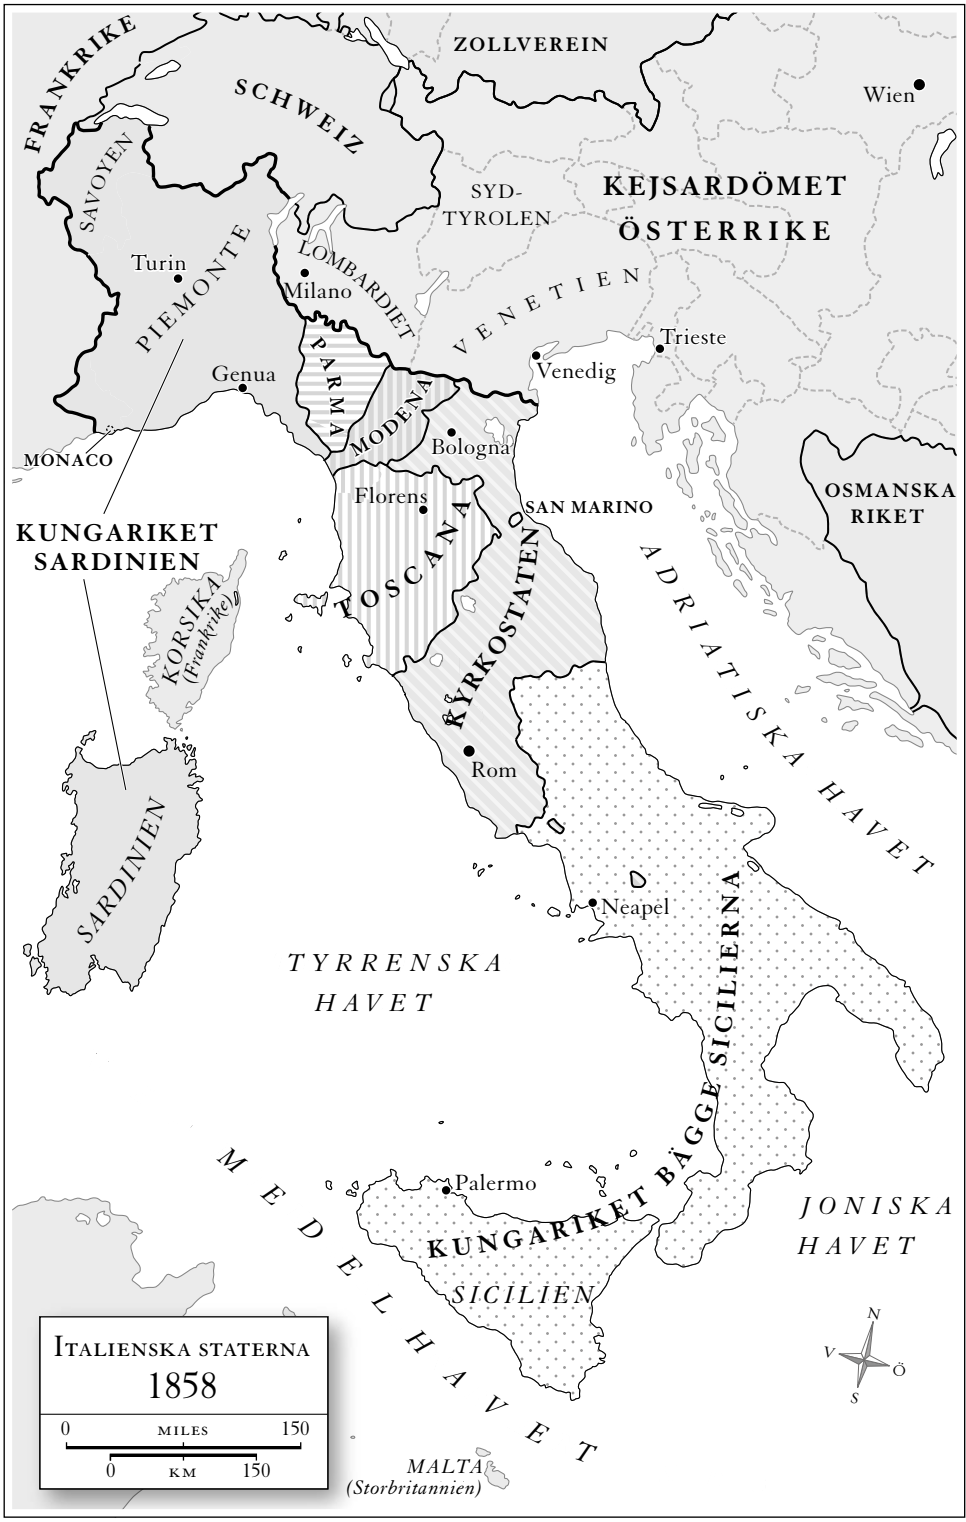 FRANKRIKE
ZOLLVEREIN
SCHWEIZ
Wien
SAVOYEN
SYD-
TYROLEN
KEJSARDÖMET
ÖSTERRIKE
Turin
PIEMONTE
LOMBARDIET
Milano
VENETIEN
Trieste
Venedig
Genua
PARMA
MODENA
Bologna
MONACO
Florens
SAN MARINO
OSMANSKA
RIKET
KUNGARIKET
SARDINIEN
TOSCANA
KYRKOSTATEN
ADRIATISKA HAVET
KORSIKA
(Frankrike)
Rom
SARDINIEN
Neapel
TYRRENSKA
HAVET
KUNGARIKET BÄGGE SICILIERNA
MEDELHAVET
Palermo
JONISKA
HAVET
SICILIEN
ITALIENSKA STATERNA
1858
0 MILES 150
0 KM 150
MALTA
(Storbritannien)
N
V
Ö
S